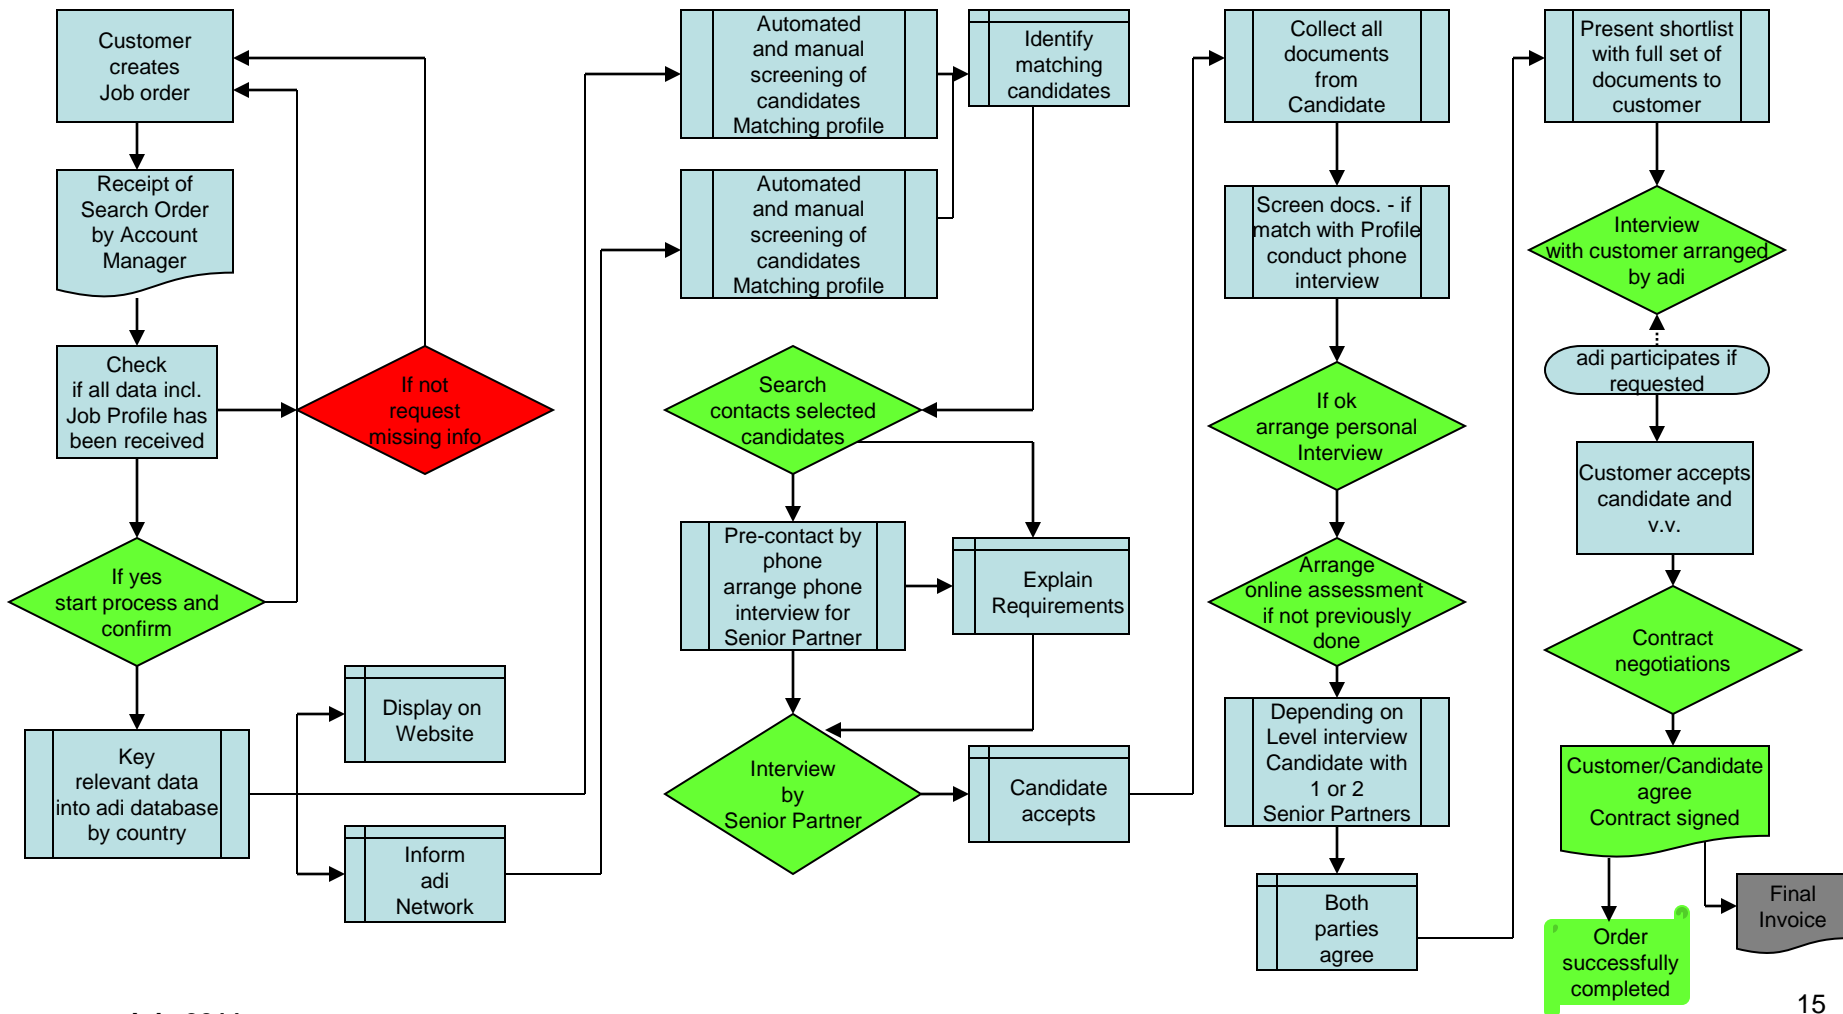 Customer
creates
Job order
Receipt of
Search Order
by Account
Manager
Check
if all data incl.
Job Profile has
been received
If not
request
missing info
If yes
start process and
confirm
Key
relevant data
into adi database
by country
Display on
Website
Inform
adi
Network
Automated
and manual
screening of
candidates
Matching profile
Automated
and manual
screening of
candidates
Matching profile
Identify
matching
candidates
Search
contacts selected
candidates
Pre-contact by
phone
arrange phone
interview for
Senior Partner
Explain
Requirements
Interview
by
Senior Partner
Candidate
accepts
Collect all
documents
from
Candidate
Screen docs. - if
match with Profile
conduct phone
interview
If ok
arrange personal
Interview
Arrange
online assessment
if not previously
done
Depending on
Level interview
Candidate with
1 or 2
Senior Partners
Both
parties
agree
Present shortlist
with full set of
documents to
customer
Interview
with customer arranged
by adi
adi participates if
requested
Customer accepts
candidate and
v.v.
Contract
negotiations
Customer/Candidate
agree
Contract signed
Final
Invoice
Order
successfully
completed
15